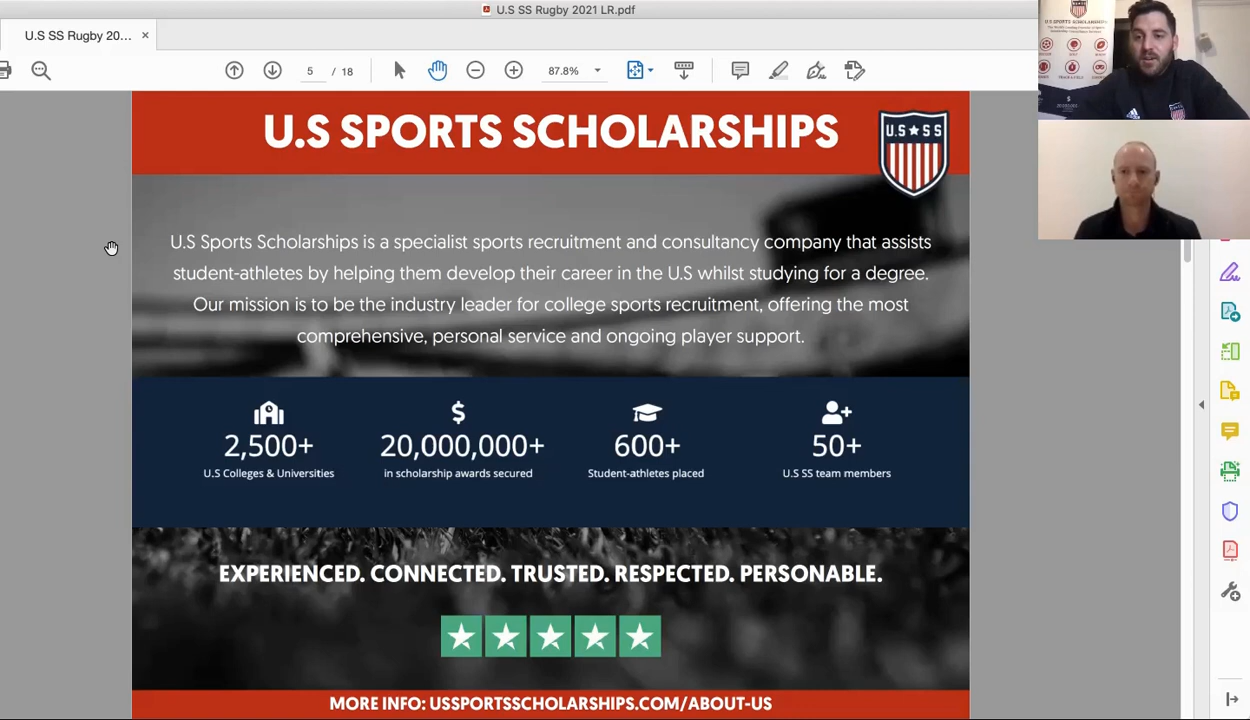 U.S SS Rugby 2021 LR.pdf
U.S SS Rugby 20... ×
5 / 18
87.8%
U.S SPORTS SCHOLARSHIPS
U.S★SS
U.S Sports Scholarships is a specialist sports recruitment and consultancy company that assists
student-athletes by helping them develop their career in the U.S whilst studying for a degree.
Our mission is to be the industry leader for college sports recruitment, offering the most
comprehensive, personal service and ongoing player support.
2,500+
U.S Colleges & Universities
$
20,000,000+
in scholarship awards secured
600+
Student-athletes placed
50+
U.S SS team members
EXPERIENCED. CONNECTED. TRUSTED. RESPECTED. PERSONABLE.
MORE INFO: USSPORTSSCHOLARSHIPS.COM/ABOUT-US
U.S SPORTS
SCHOLARSHIPS